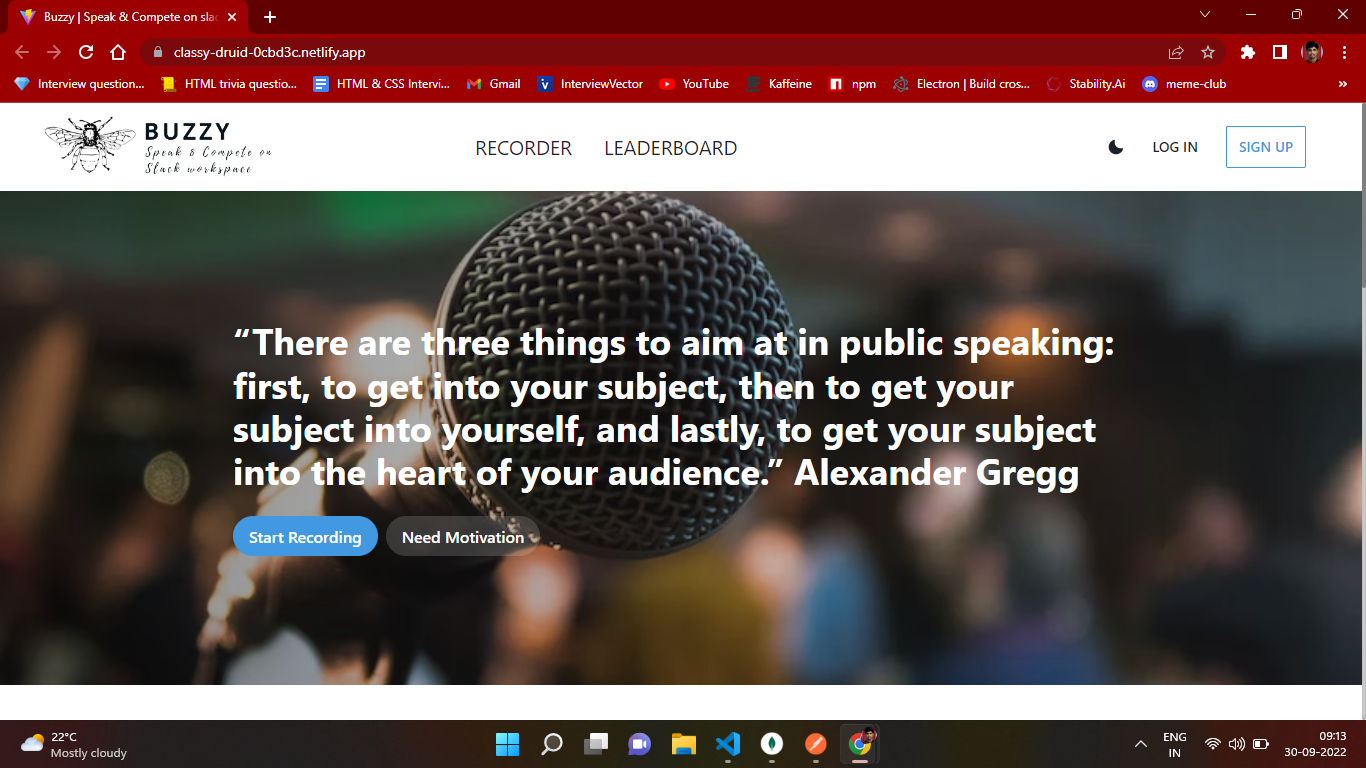 Buzzy | Speak & Compete on slac
classy-druid-0cbd3c.netlify.app
Interview question...
HTML trivia questio...
HTML & CSS Intervi...
Gmail
InterviewVector
YouTube
Kaffeine
npm
Electron | Build cros...
Stability.Ai
meme-club
»
BUZZY
Speak & Compete on
Slack workspace
RECORDER
LEADERBOARD
LOG IN
SIGN UP
“There are three things to aim at in public speaking:
first, to get into your subject, then to get your
subject into yourself, and lastly, to get your subject
into the heart of your audience.” Alexander Gregg
Start Recording
Need Motivation
22°C
Mostly cloudy
ENG
IN
09:13
30-09-2022